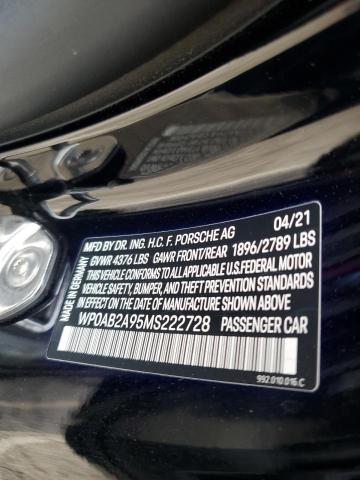 MFD BY DR. ING. H.C. F. PORSCHE AG 04/21
GVWR 4376 LBS GAWR FRONT/REAR 1896/2789 LBS
THIS VEHICLE CONFORMS TO ALL APPLICABLE U.S. FEDERAL MOTOR
VEHICLE SAFETY, BUMPER, AND THEFT PREVENTION STANDARDS
IN EFFECT ON THE DATE OF MANUFACTURE SHOWN ABOVE.
WP0AB2A95MS222728 PASSENGER CAR
992.010.016.C
MADE IN GERMANY